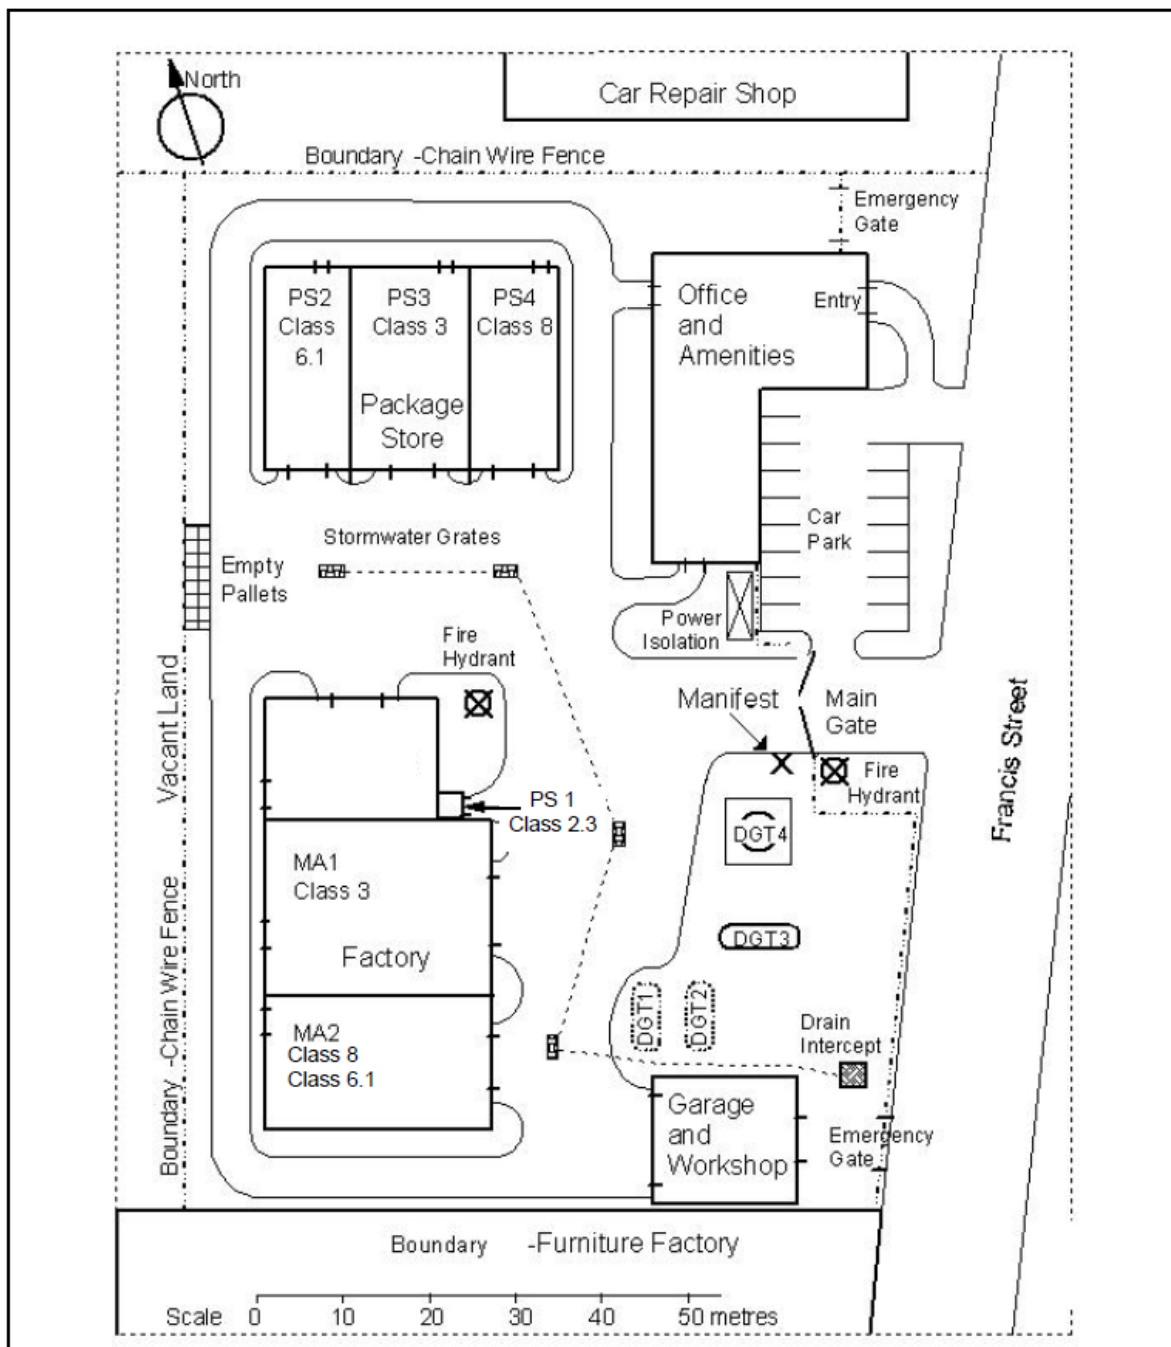 North
Car Repair Shop
Boundary -Chain Wire Fence
Emergency
Gate
PS2
Class
6.1
PS3
Class 3
PS4
Class 8
Package
Store
Office
and
Amenities
Entry
Stormwater Grates
Empty
Pallets
Car
Park
Power
Isolation
Fire
Hydrant
Manifest
Main
Gate
Vacant Land
Fire
Hydrant
Francis Street
PS 1
Class 2.3
DGT4
MA1
Class 3
Factory
DGT3
Boundary -Chain Wire Fence
MA2
Class 8
Class 6.1
DGT1
DGT2
Drain
Intercept
Garage
and
Workshop
Emergency
Gate
Boundary -Furniture Factory
Scale 0 10 20 30 40 50 metres